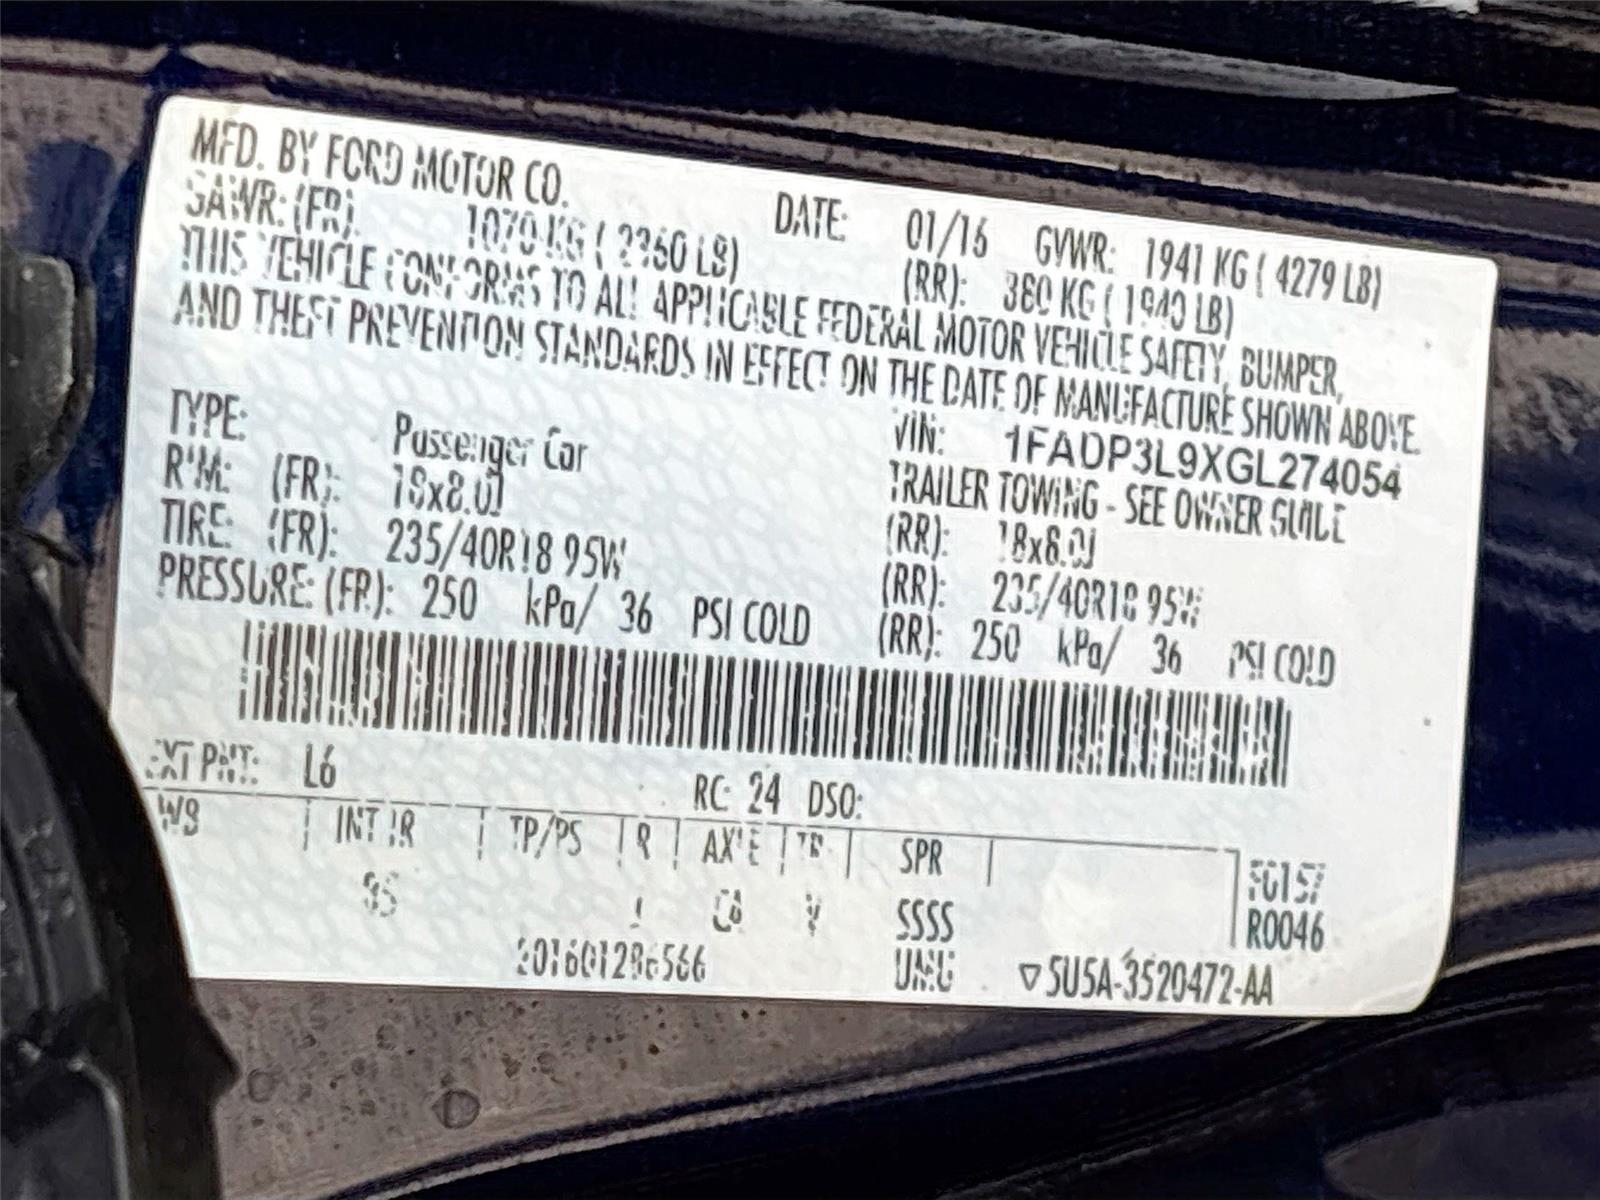 MFD. BY FORD MOTOR CO. DATE: 01/16 GVWR: 1941 KG ( 4279 LB)
GAWR: (FR). 1070 KG ( 2360 LB) (RR): 880 KG ( 1940 LB)
THIS VEHICLE CONFORMS TO ALL APPLICABLE FEDERAL MOTOR VEHICLE SAFETY, BUMPER,
AND THEFT PREVENTION STANDARDS IN EFFECT ON THE DATE OF MANUFACTURE SHOWN ABOVE.
VIN: 1FADP3L9XGL274054
TYPE: Passenger Car TRAILER TOWING - SEE OWNER GUIDE
RIM: (FR): 18x8.0J (RR): 18x8.0J
TIRE: (FR): 235/40R18 95W (RR): 235/40R18 95W
PRESSURE: (FR): 250 kPa/ 36 PSI COLD (RR): 250 kPa/ 36 PSI COLD
EXT PNT: L6 RC: 24 DSO:
WB INT TR TP/PS R AXLE TR SPR F0157
SSSS R0046
UMG ▽5U5A-3520472-AA